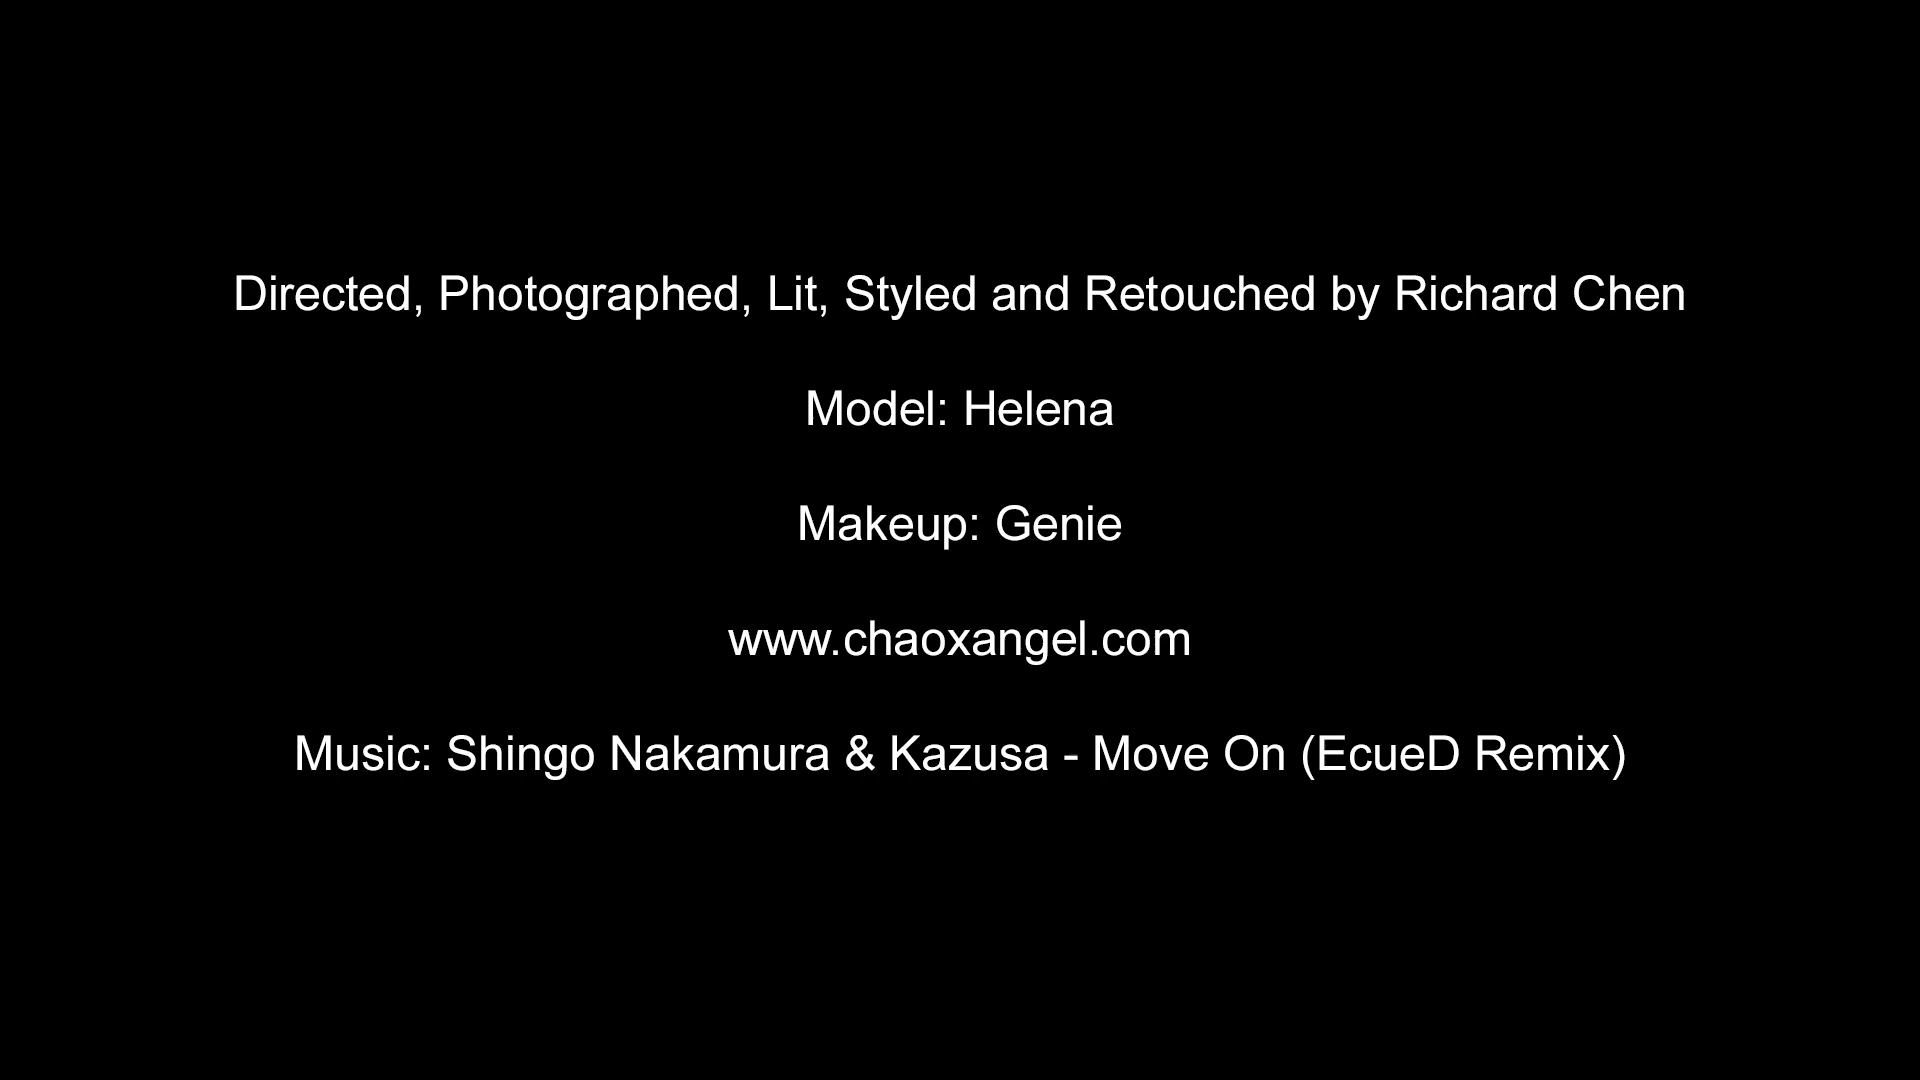 Directed, Photographed, Lit, Styled and Retouched by Richard Chen
Model: Helena
Makeup: Genie
www.chaoxangel.com
Music: Shingo Nakamura & Kazusa - Move On (EcueD Remix)